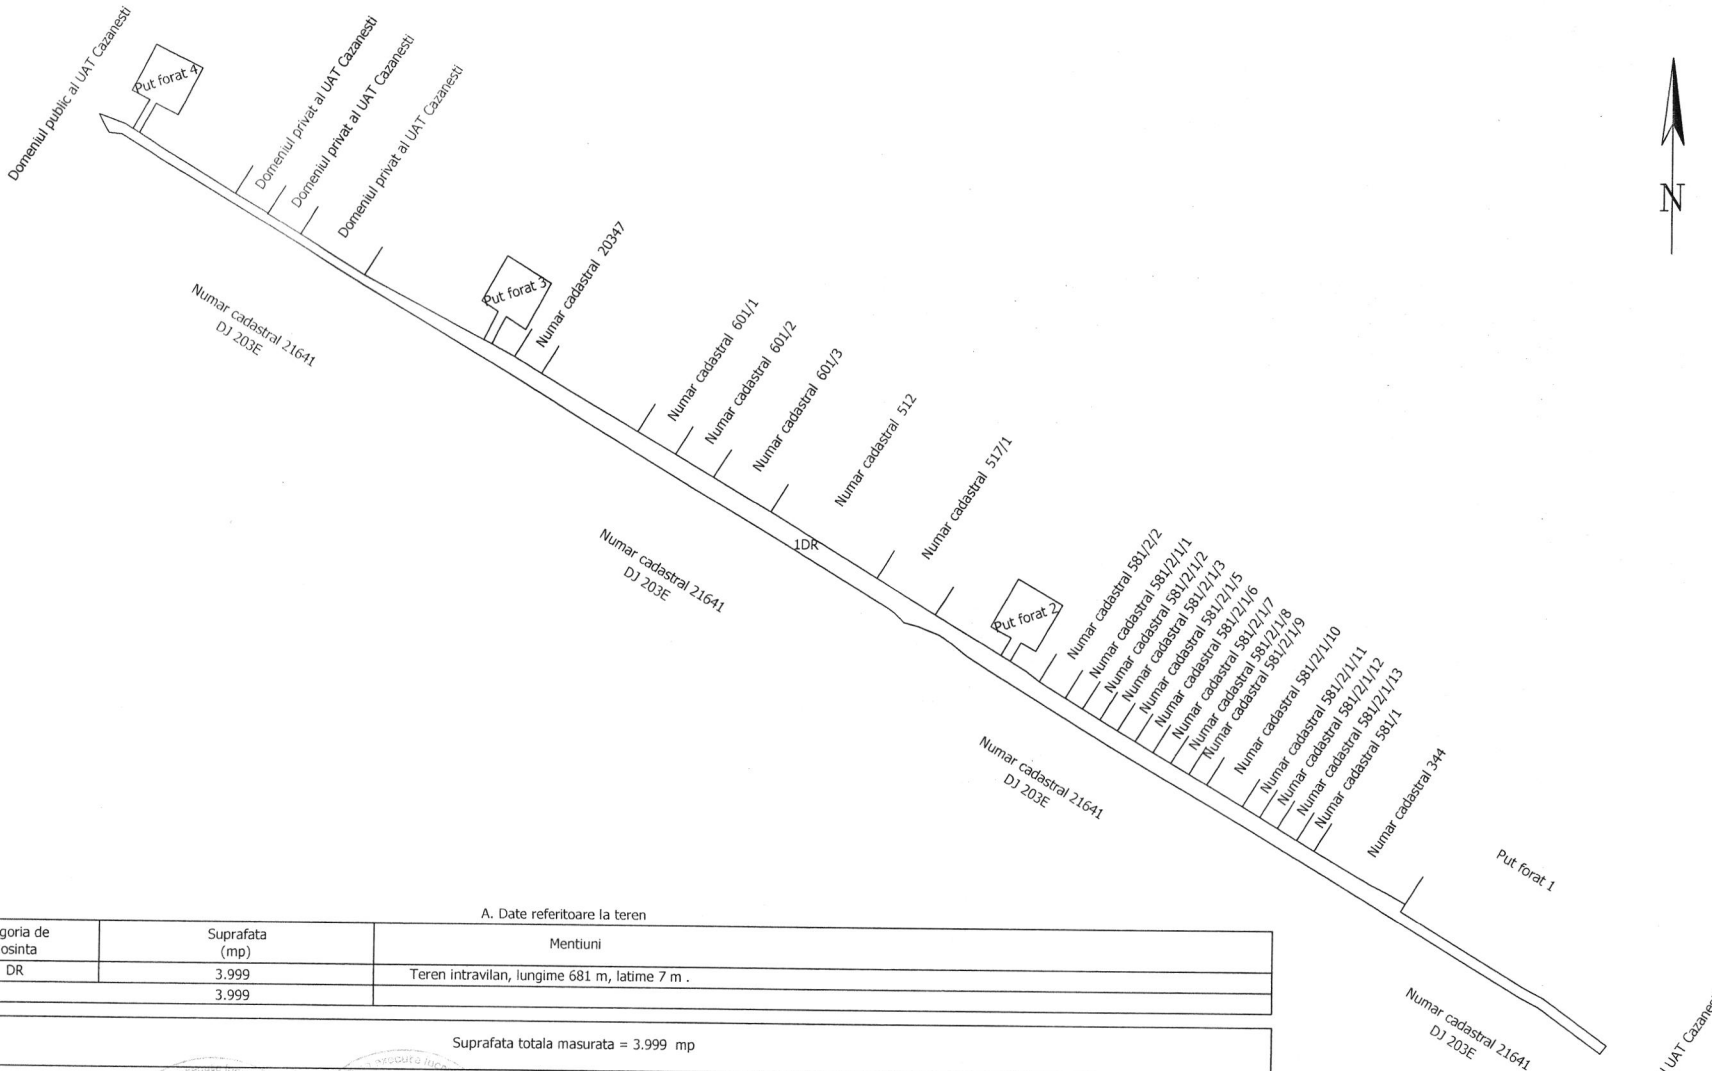 Domeniul public al UAT Cazanesti
Put forat 4
Domeniul privat al UAT Cazanesti
Domeniul privat al UAT Cazanesti
Domeniul privat al UAT Cazanesti
N
Numar cadastral 21641
DJ 203E
Put forat 3
Numar cadastral 20347
Numar cadastral 601/1
Numar cadastral 601/2
Numar cadastral 601/3
Numar cadastral 512
Numar cadastral 517/1
1DR
Numar cadastral 21641
DJ 203E
Put forat 2
Numar cadastral 581/2/2
Numar cadastral 581/2/1/1
Numar cadastral 581/2/1/2
Numar cadastral 581/2/1/3
Numar cadastral 581/2/1/5
Numar cadastral 581/2/1/6
Numar cadastral 581/2/1/7
Numar cadastral 581/2/1/8
Numar cadastral 581/2/1/9
Numar cadastral 581/2/1/10
Numar cadastral 581/2/1/11
Numar cadastral 581/2/1/12
Numar cadastral 581/2/1/13
Numar cadastral 581/1
Numar cadastral 344
Put forat 1
Numar cadastral 21641
DJ 203E
Numar cadastral 21641
DJ 203E
UAT Cazanes
A. Date referitoare la teren
goria de
osinta
Suprafata
(mp)
Mentiuni
DR
3.999
Teren intravilan, lungime 681 m, latime 7 m .
3.999
Suprafata totala masurata = 3.999 mp